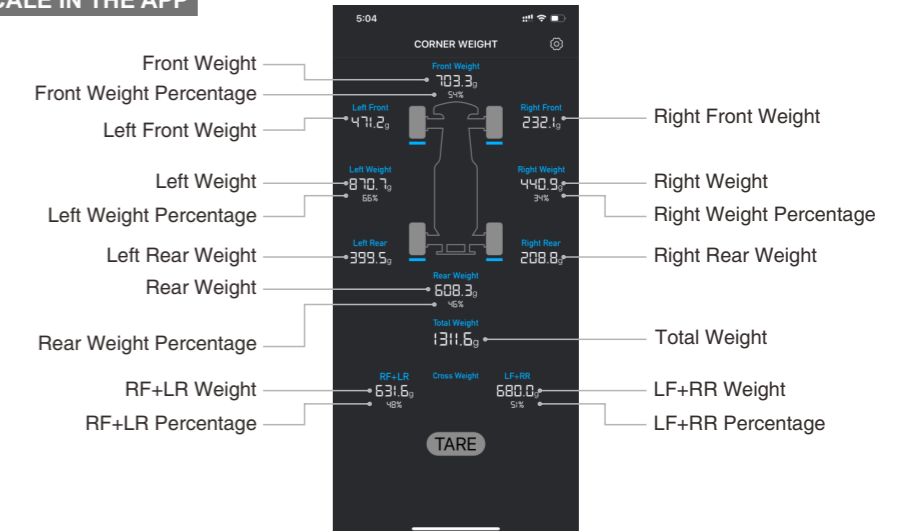 CALE IN THE APP
5:04
CORNER WEIGHT
Front Weight
Front Weight
703.3g
Front Weight Percentage
54%
Left Front Weight
Left Front
471.2g
Right Front
232.1g
Right Front Weight
Left Weight
Left Weight
870.7g
Left Weight Percentage
66%
Right Weight
440.9g
Right Weight
34%
Right Weight Percentage
Left Rear Weight
Left Rear
399.5g
Right Rear
208.8g
Right Rear Weight
Rear Weight
Rear Weight
608.3g
Rear Weight Percentage
46%
Total Weight
1311.6g
Total Weight
RF+LR Weight
RF+LR
631.6g
Cross Weight
LF+RR
680.0g
LF+RR Weight
RF+LR Percentage
48%
51%
LF+RR Percentage
TARE